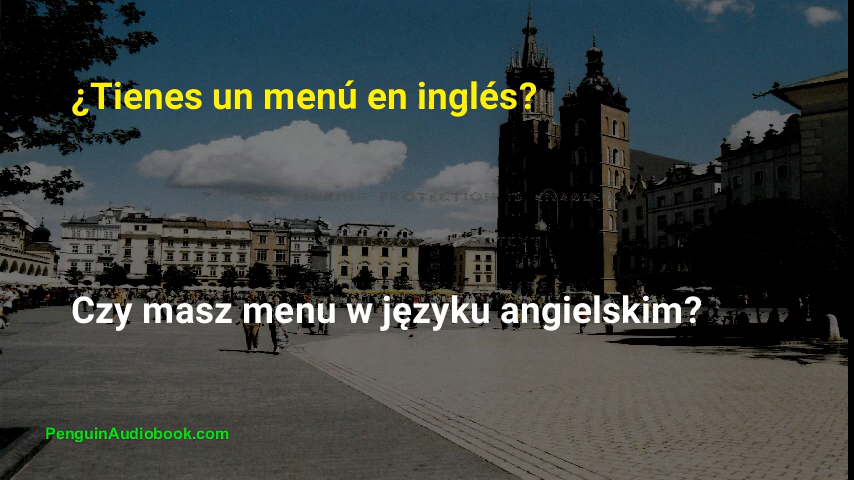 ¿Tienes un menú en inglés?
Czy masz menu w języku angielskim?
PenguinAudiobook.com